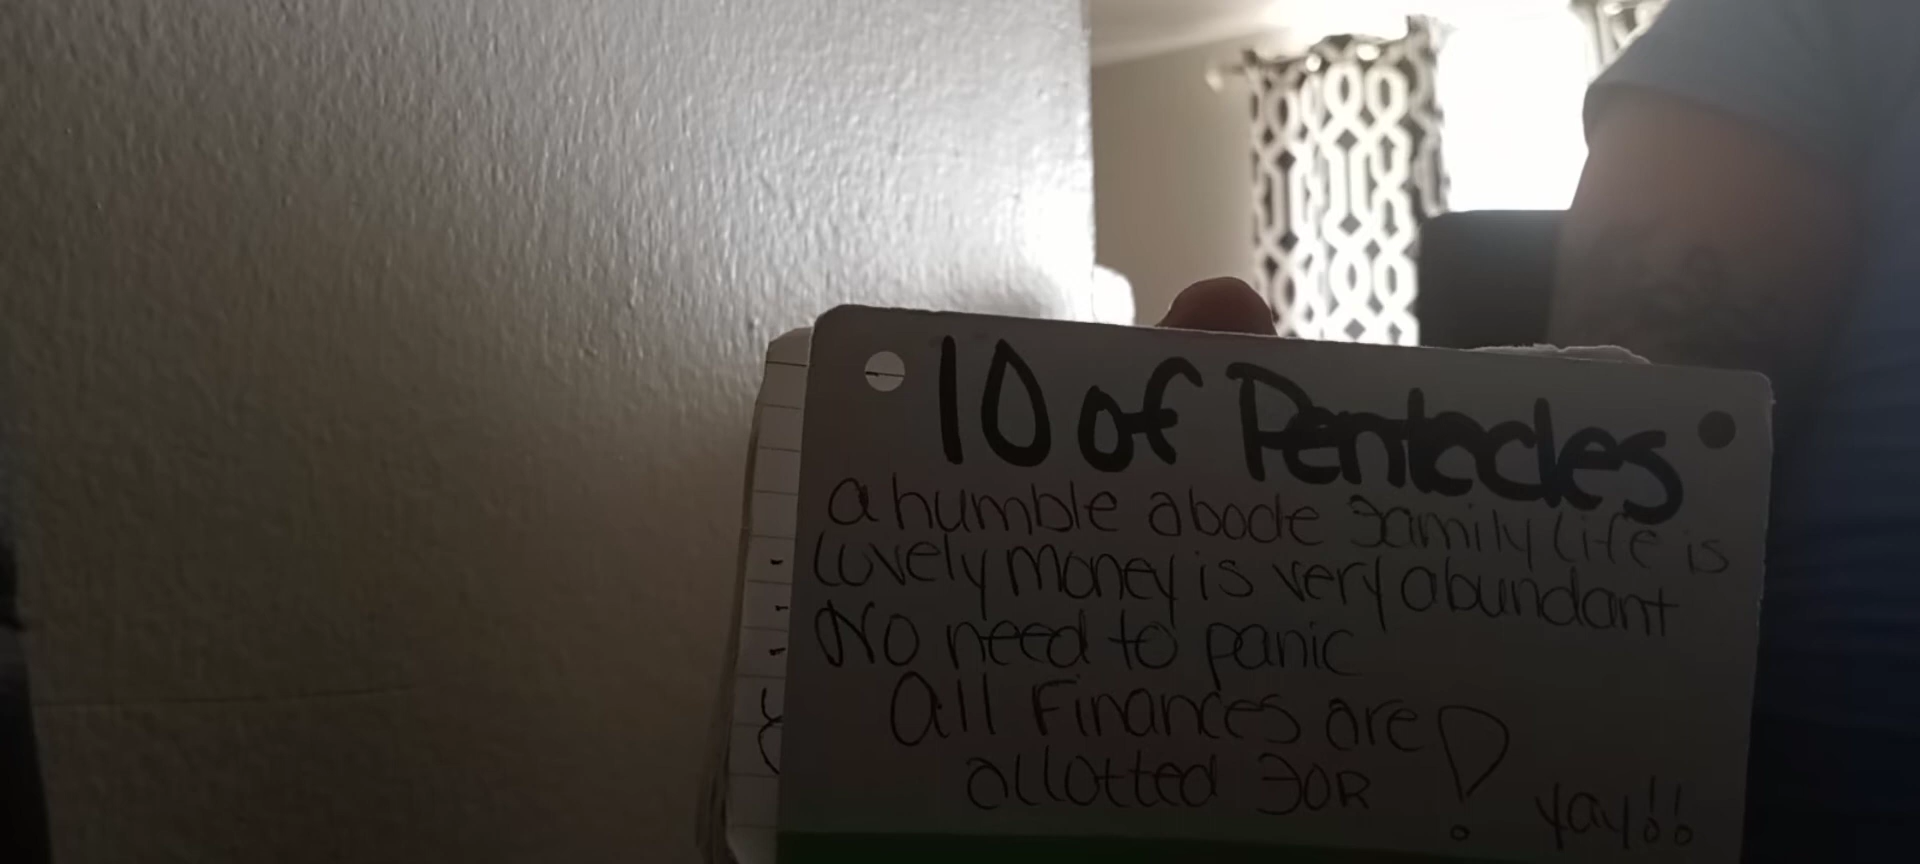 10 of Pentacles
a humble abode family life is
lovely money is very abundant
No need to panic
all Finances are
allotted FOR ! yay!!